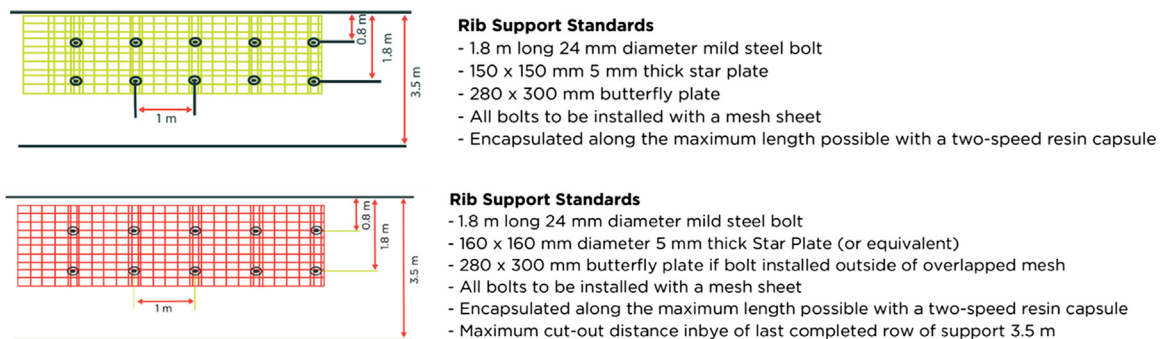 0.8 m
1.8 m
3.5 m
1 m
Rib Support Standards
- 1.8 m long 24 mm diameter mild steel bolt
- 150 x 150 mm 5 mm thick star plate
- 280 x 300 mm butterfly plate
- All bolts to be installed with a mesh sheet
- Encapsulated along the maximum length possible with a two-speed resin capsule
0.8 m
1.8 m
3.5 m
1 m
Rib Support Standards
- 1.8 m long 24 mm diameter mild steel bolt
- 160 x 160 mm diameter 5 mm thick Star Plate (or equivalent)
- 280 x 300 mm butterfly plate if bolt installed outside of overlapped mesh
- All bolts to be installed with a mesh sheet
- Encapsulated along the maximum length possible with a two-speed resin capsule
- Maximum cut-out distance inbye of last completed row of support 3.5 m